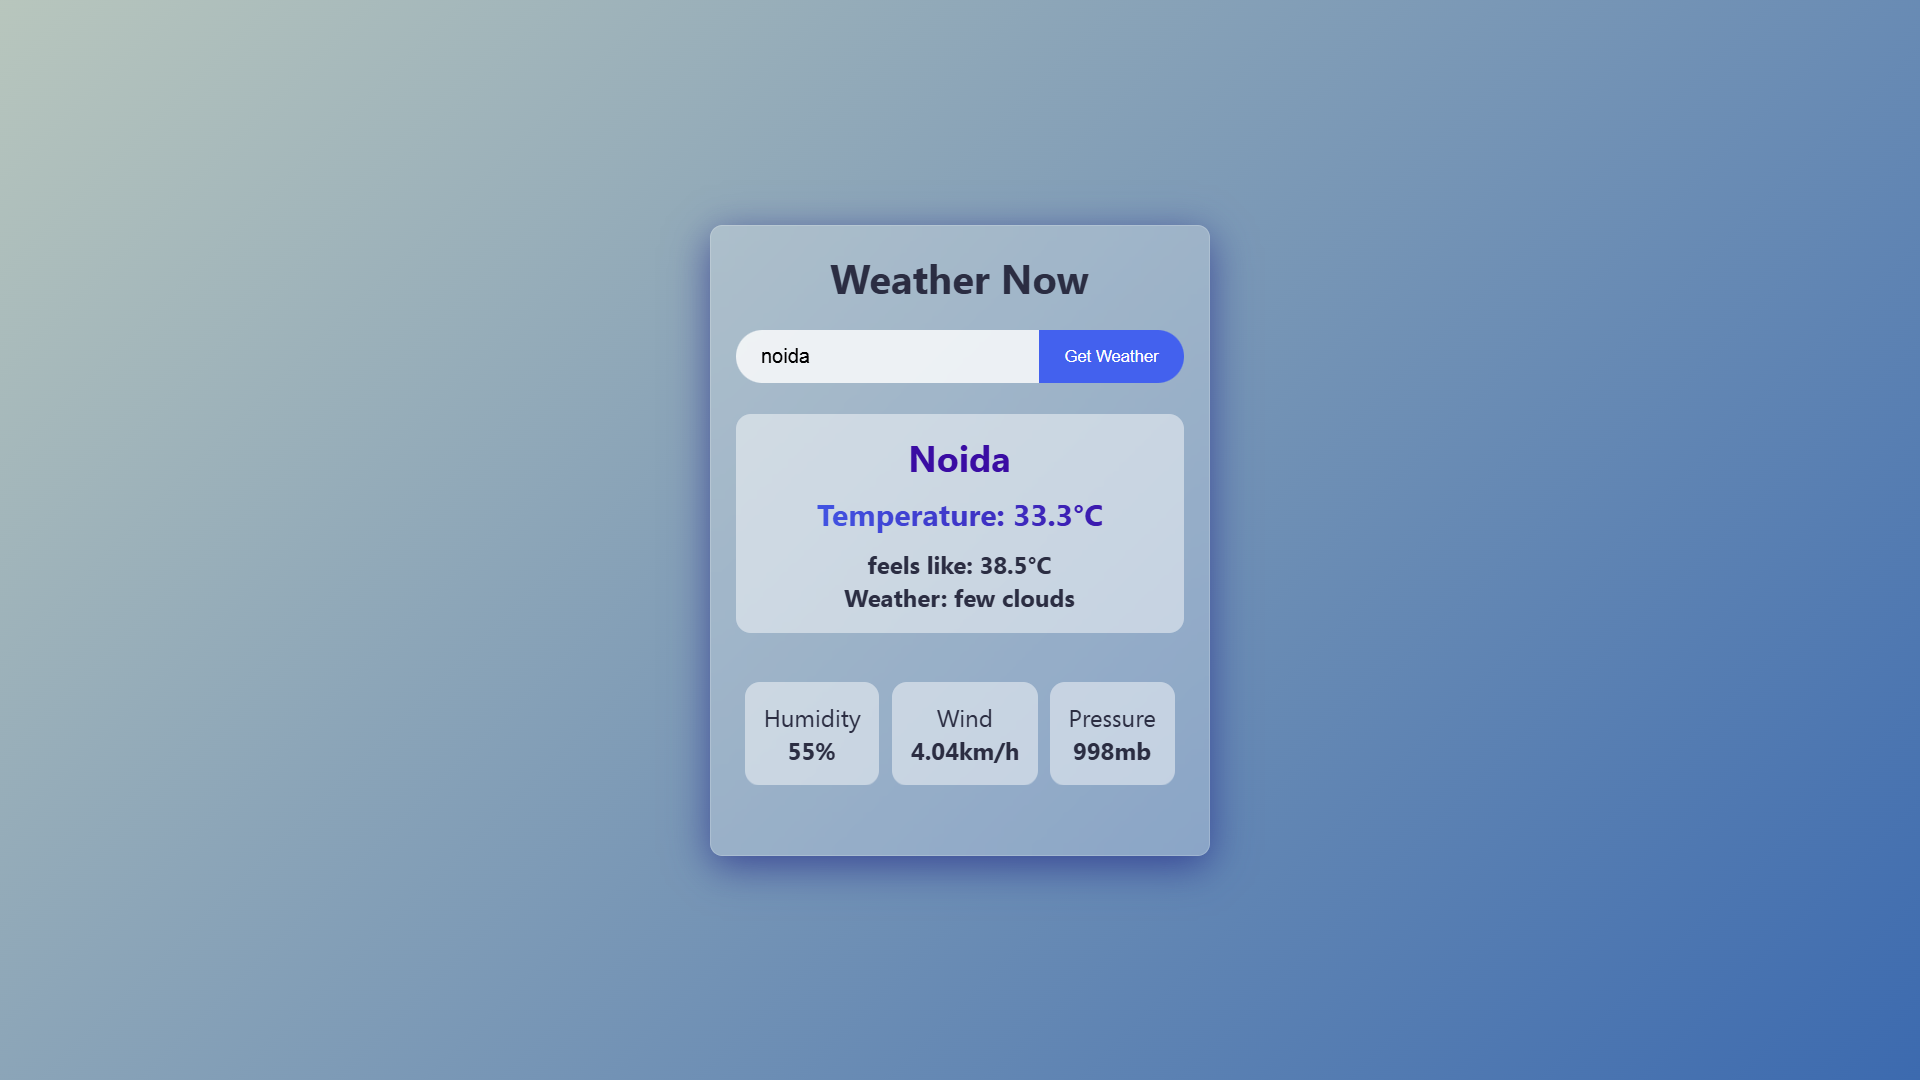 Weather Now
noida
Get Weather
Noida
Temperature: 33.3°C
feels like: 38.5°C
Weather: few clouds
Humidity
55%
Wind
4.04km/h
Pressure
998mb